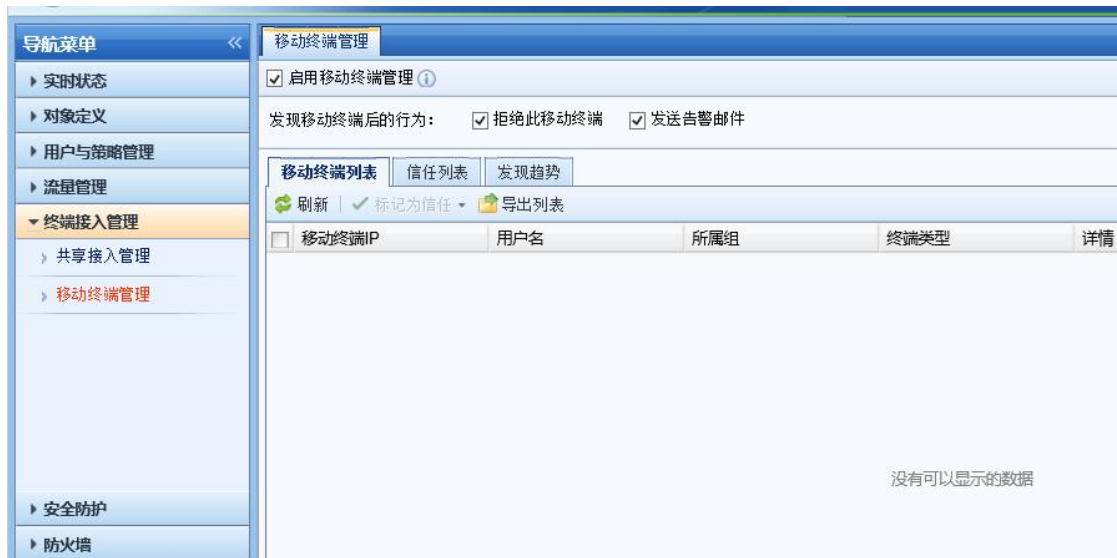 导航菜单
实时状态
对象定义
用户与策略管理
流量管理
终端接入管理
共享接入管理
移动终端管理
安全防护
防火墙
移动终端管理
启用移动终端管理
发现移动终端后的行为： 拒绝此移动终端 发送告警邮件
移动终端列表 信任列表 发现趋势
刷新 标记为信任 导出列表
移动终端IP 用户名 所属组 终端类型 详情
没有可以显示的数据